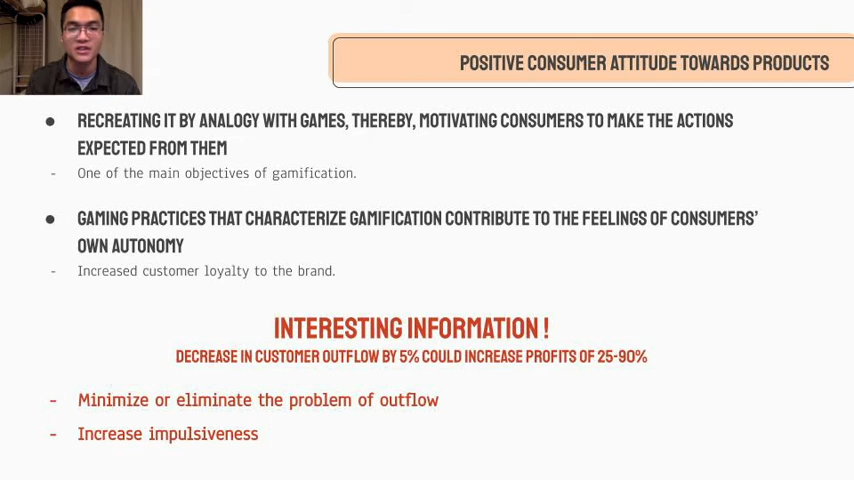 POSITIVE CONSUMER ATTITUDE TOWARDS PRODUCTS
● RECREATING IT BY ANALOGY WITH GAMES, THEREBY, MOTIVATING CONSUMERS TO MAKE THE ACTIONS
EXPECTED FROM THEM
- One of the main objectives of gamification.
● GAMING PRACTICES THAT CHARACTERIZE GAMIFICATION CONTRIBUTE TO THE FEELINGS OF CONSUMERS'
OWN AUTONOMY
- Increased customer loyalty to the brand.
INTERESTING INFORMATION !
DECREASE IN CUSTOMER OUTFLOW BY 5% COULD INCREASE PROFITS OF 25-90%
- Minimize or eliminate the problem of outflow
- Increase impulsiveness